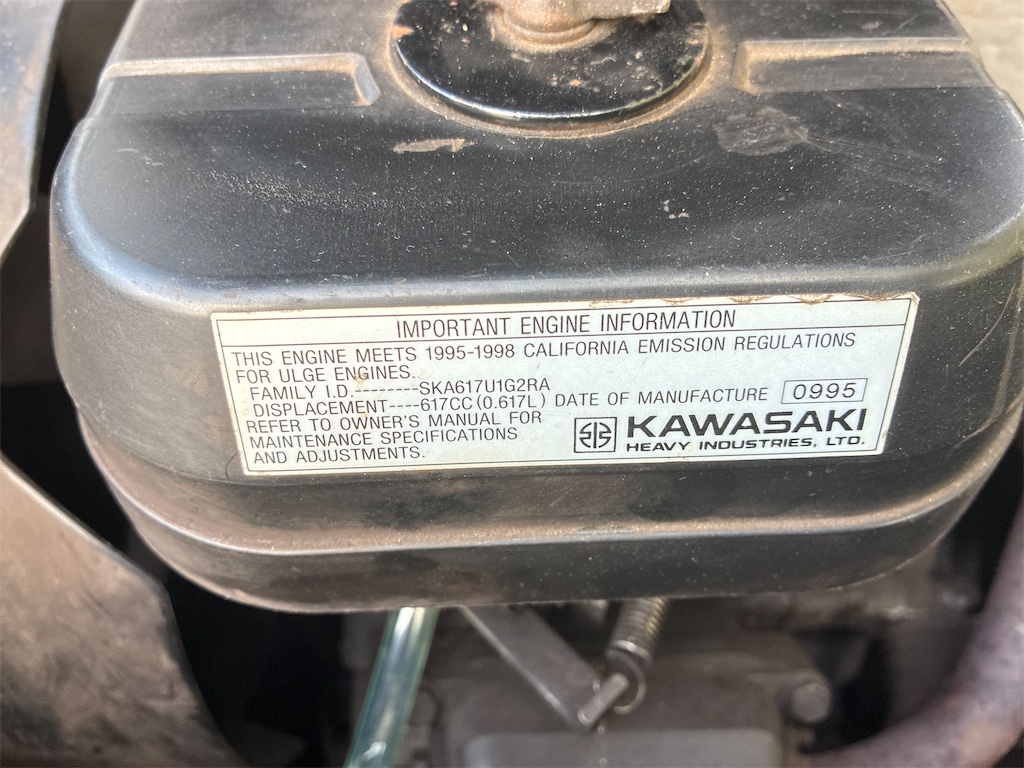 IMPORTANT ENGINE INFORMATION
THIS ENGINE MEETS 1995-1998 CALIFORNIA EMISSION REGULATIONS
FOR ULGE ENGINES.
FAMILY I.D.---------SKA617U1G2RA
DISPLACEMENT----617CC(0.617L) DATE OF MANUFACTURE 0995
REFER TO OWNER'S MANUAL FOR
MAINTENANCE SPECIFICATIONS
AND ADJUSTMENTS.
KAWASAKI
HEAVY INDUSTRIES, LTD.